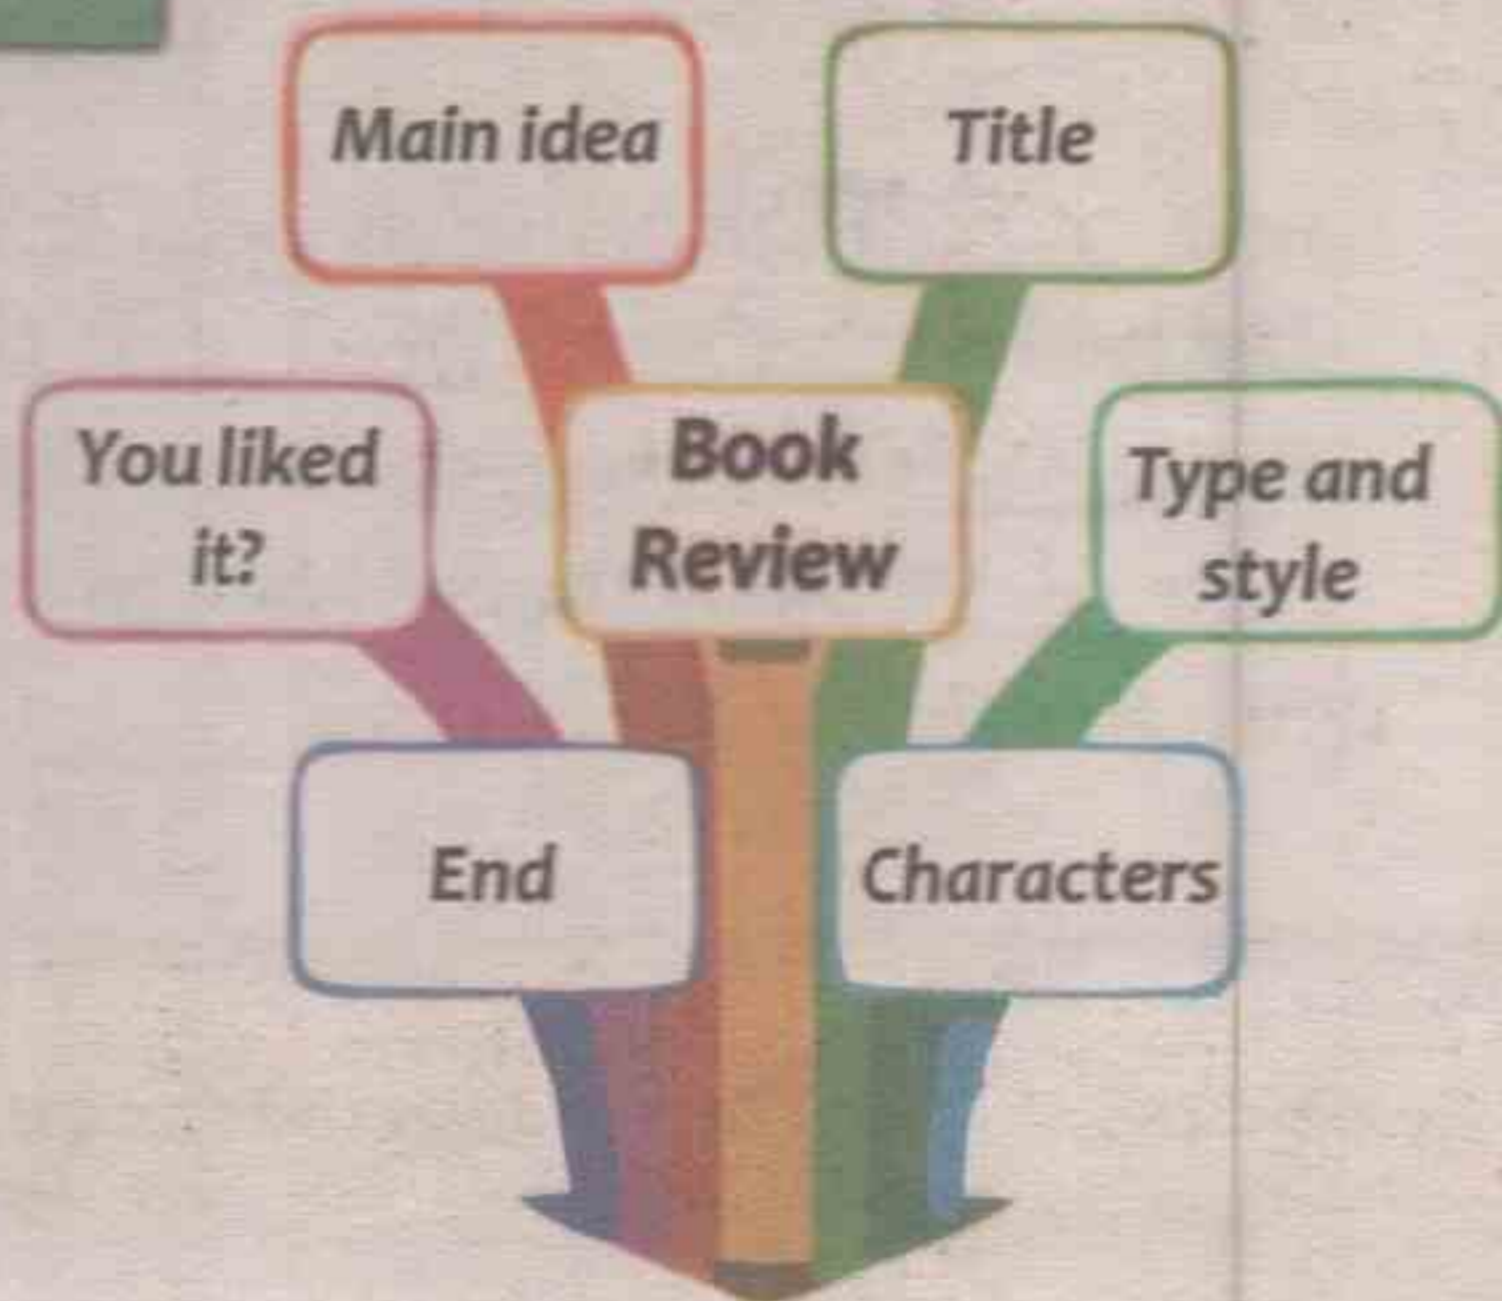 Main idea
Title
You liked
it?
Book
Review
Type and
style
End
Characters